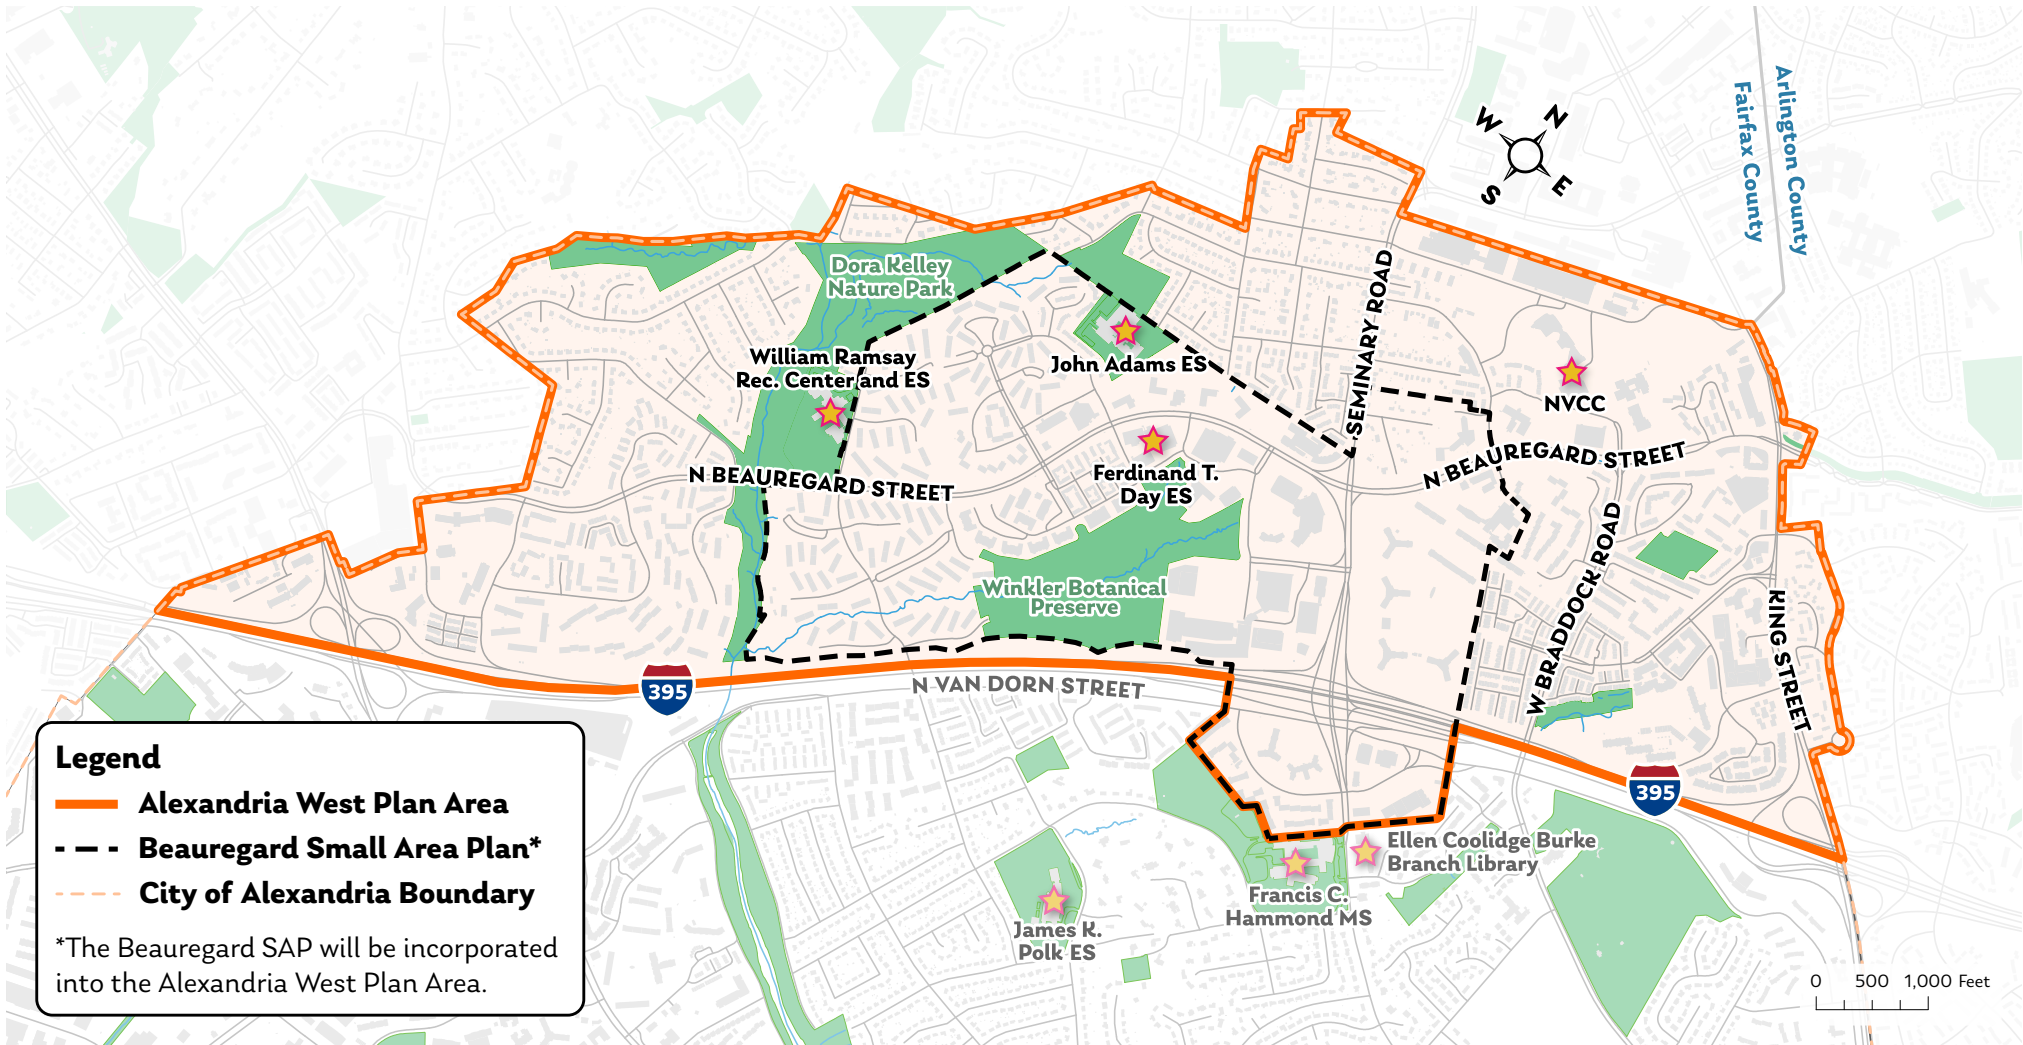 Arlington County
Fairfax County
W
N
S
E
Dora Kelley
Nature Park
William Ramsay
Rec. Center and ES
John Adams ES
SEMINARY ROAD
NVCC
N BEAUREGARD STREET
N BEAUREGARD STREET
Ferdinand T.
Day ES
W BRADDOCK ROAD
Winkler Botanical
Preserve
KING STREET
395
N VAN DORN STREET
395
Ellen Coolidge Burke
Branch Library
Francis C.
Hammond MS
James K.
Polk ES
Legend
Alexandria West Plan Area
Beauregard Small Area Plan*
City of Alexandria Boundary
*The Beauregard SAP will be incorporated
into the Alexandria West Plan Area.
0 500 1,000 Feet